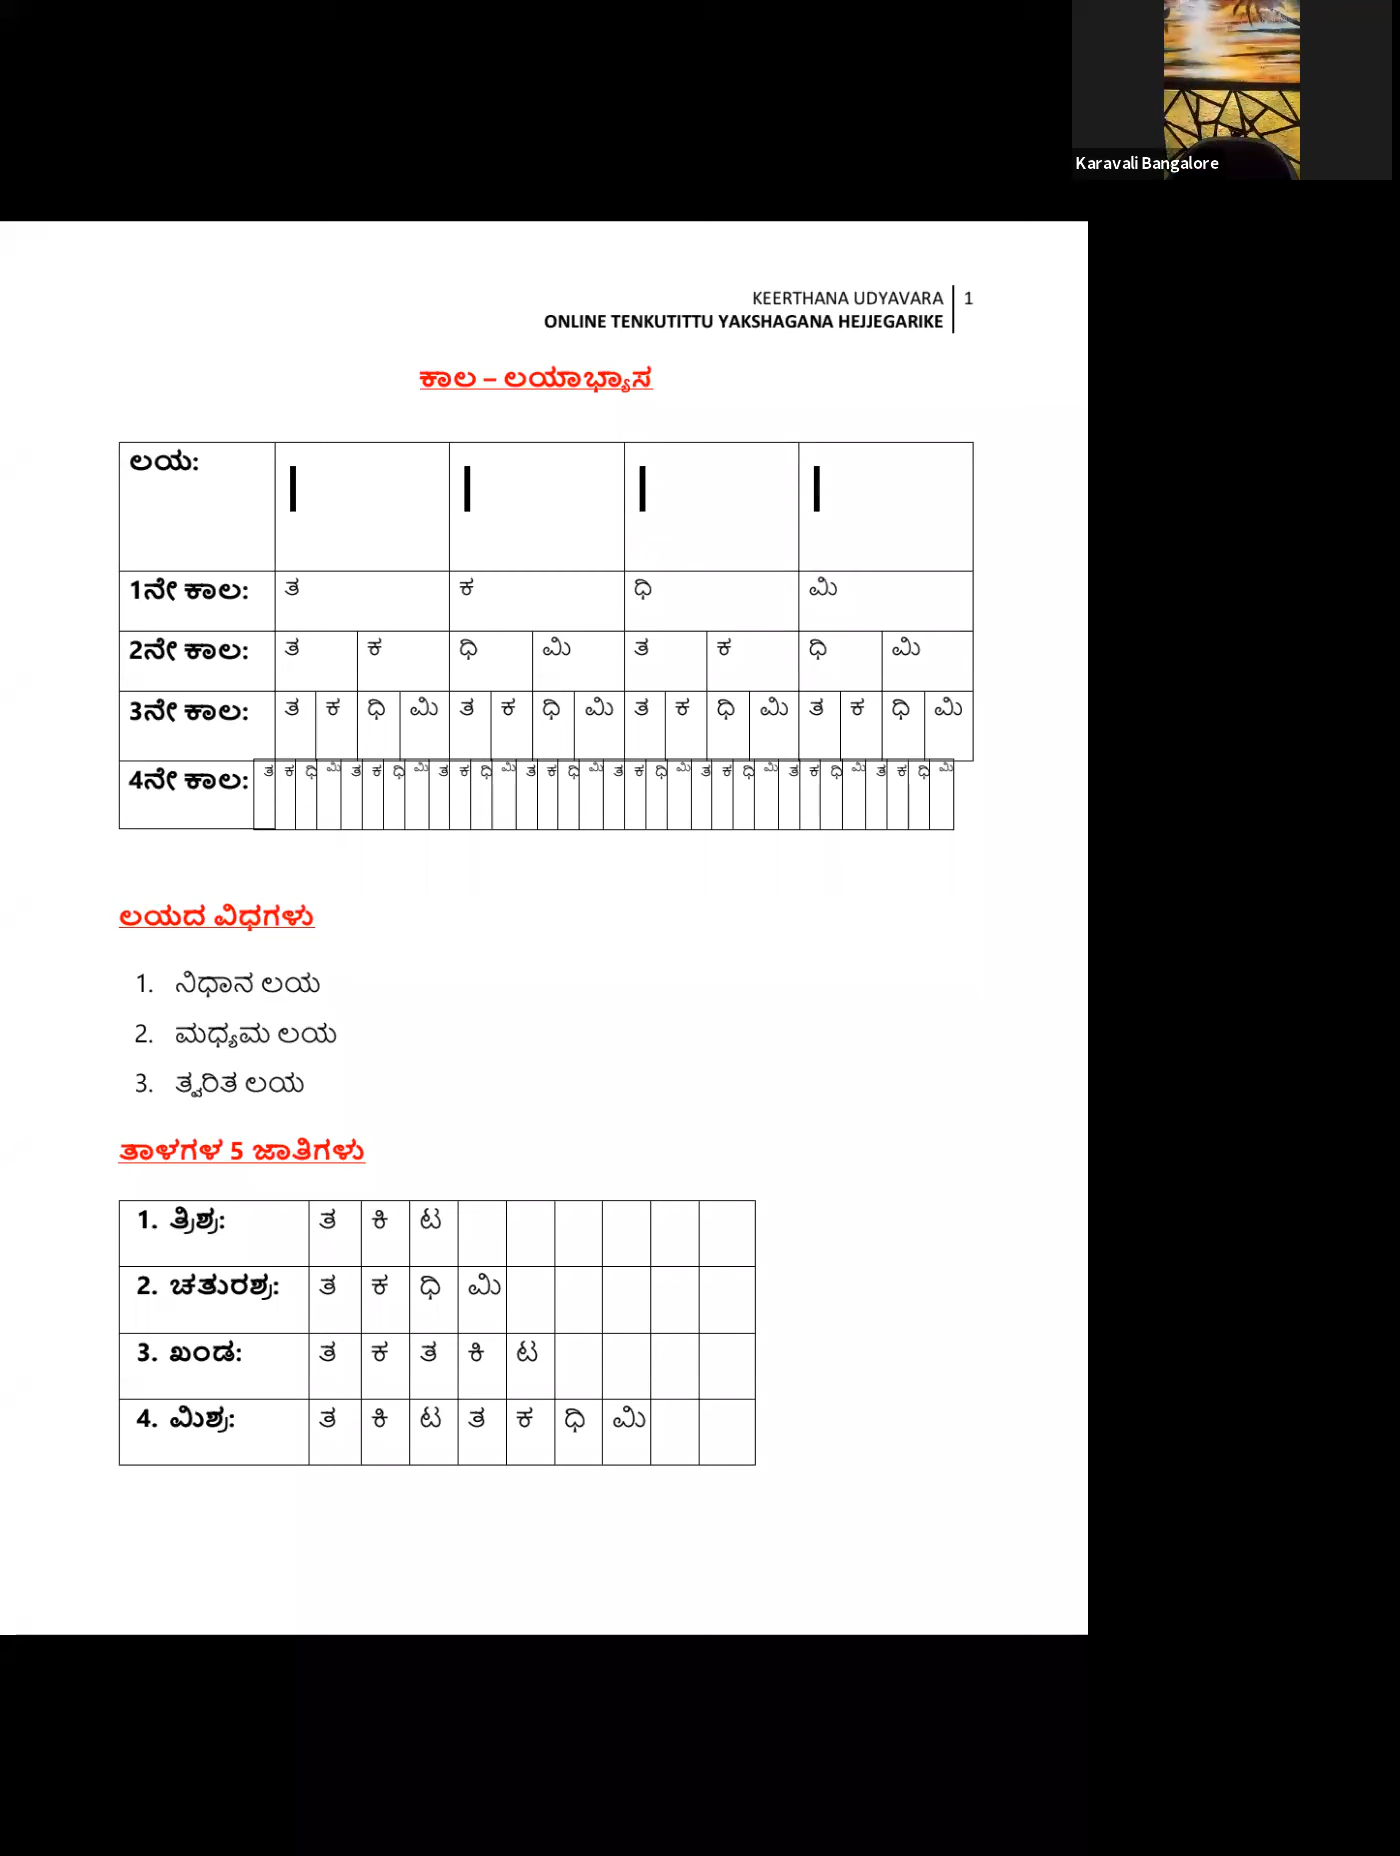 Karavali Bangalore
KEERTHANA UDYAVARA 1
ONLINE TENKUTITTU YAKSHAGANA HEJJEGARIKE
ಕಾಲ – ಲಯಾಭ್ಯಾಸ
ಲಯ: | | | |
1ನೇ ಕಾಲ: ತ ಕ ಧಿ ಮಿ
2ನೇ ಕಾಲ: ತ ಕ ಧಿ ಮಿ ತ ಕ ಧಿ ಮಿ
3ನೇ ಕಾಲ: ತ ಕ ಧಿ ಮಿ ತ ಕ ಧಿ ಮಿ ತ ಕ ಧಿ ಮಿ ತ ಕ ಧಿ ಮಿ
4ನೇ ಕಾಲ: ತ ಕ ಧಿ ಮಿ ತ ಕ ಧಿ ಮಿ ತ ಕ ಧಿ ಮಿ ತ ಕ ಧಿ ಮಿ ತ ಕ ಧಿ ಮಿ ತ ಕ ಧಿ ಮಿ ತ ಕ ಧಿ ಮಿ ತ ಕ ಧಿ ಮಿ
ಲಯದ ವಿಧಗಳು
1. ನಿಧಾನ ಲಯ
2. ಮಧ್ಯಮ ಲಯ
3. ತ್ವರಿತ ಲಯ
ತಾಳಗಳ 5 ಜಾತಿಗಳು
1. ತ್ರಿಶ್ರ: ತ ಕಿ ಟ
2. ಚತುರಶ್ರ: ತ ಕ ಧಿ ಮಿ
3. ಖಂಡ: ತ ಕ ತ ಕಿ ಟ
4. ಮಿಶ್ರ: ತ ಕಿ ಟ ತ ಕ ಧಿ ಮಿ